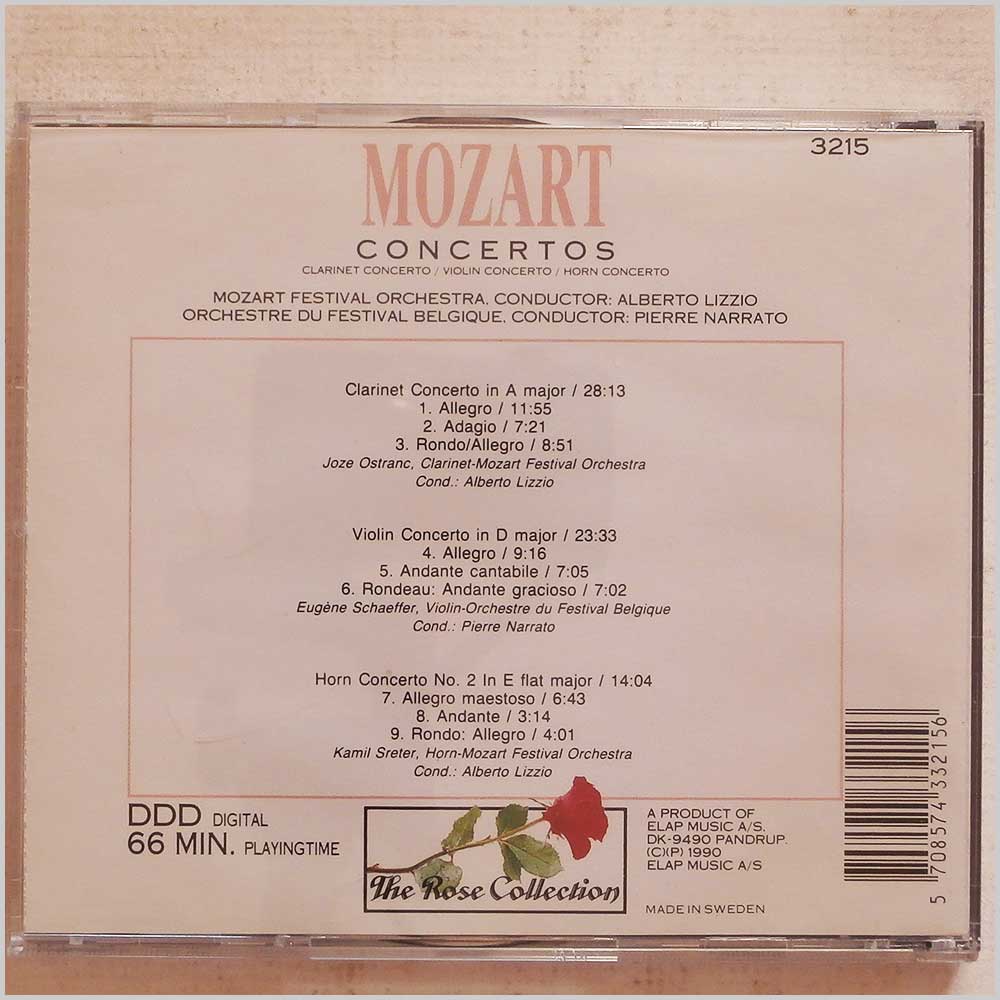 3215
MOZART
CONCERTOS
CLARINET CONCERTO / VIOLIN CONCERTO / HORN CONCERTO
MOZART FESTIVAL ORCHESTRA, CONDUCTOR: ALBERTO LIZZIO
ORCHESTRE DU FESTIVAL BELGIQUE, CONDUCTOR: PIERRE NARRATO
Clarinet Concerto in A major / 28:13
1. Allegro / 11:55
2. Adagio / 7:21
3. Rondo/Allegro / 8:51
Joze Ostranc, Clarinet-Mozart Festival Orchestra
Cond.: Alberto Lizzio
Violin Concerto in D major / 23:33
4. Allegro / 9:16
5. Andante cantabile / 7:05
6. Rondeau: Andante gracioso / 7:02
Eugène Schaeffer, Violin-Orchestre du Festival Belgique
Cond.: Pierre Narrato
Horn Concerto No. 2 In E flat major / 14:04
7. Allegro maestoso / 6:43
8. Andante / 3:14
9. Rondo: Allegro / 4:01
Kamil Sreter, Horn-Mozart Festival Orchestra
Cond.: Alberto Lizzio
DDD DIGITAL
66 MIN. PLAYINGTIME
The Rose Collection
A PRODUCT OF
ELAP MUSIC A/S,
DK-9490 PANDRUP.
(C)(P) 1990
ELAP MUSIC A/S
MADE IN SWEDEN
5 708574 332156